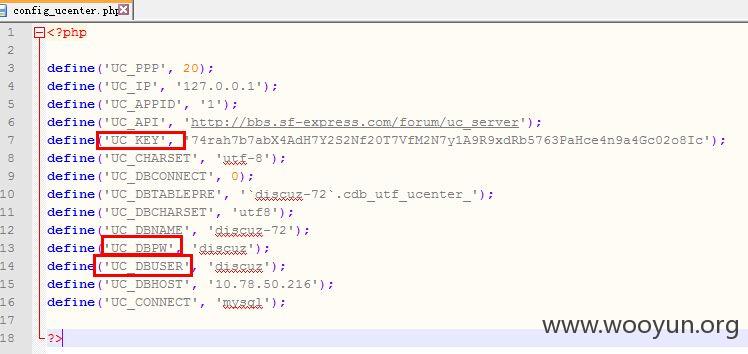 config_ucenter.php
1 <?php
2
3 define('UC_PPP', 20);
4 define('UC_IP', '127.0.0.1');
5 define('UC_APPID', '1');
6 define('UC_API', 'http://bbs.sf-express.com/forum/uc_server');
7 define('UC_KEY', '74rah7b7abX4AdH7Y2S2Nf20T7VfM2N7y1A9R9xdRb5763PaHce4n9a4Gc02o8Ic');
8 define('UC_CHARSET', 'utf-8');
9 define('UC_DBCONNECT', 0);
10 define('UC_DBTABLEPRE', '`discuz-72`.cdb_utf_ucenter_');
11 define('UC_DBCHARSET', 'utf8');
12 define('UC_DBNAME', 'discuz-72');
13 define('UC_DBPW', 'discuz');
14 define('UC_DBUSER', 'discuz');
15 define('UC_DBHOST', '10.78.50.216');
16 define('UC_CONNECT', 'mysql');
17
18 ?>
www.wooyun.org